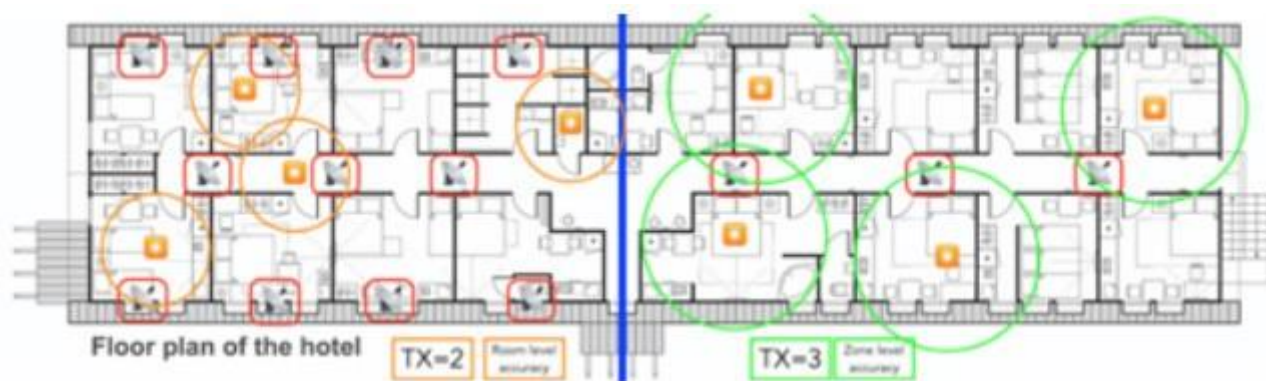 Floor plan of the hotel
TX=2
Room level
accuracy
TX=3
Zone level
accuracy